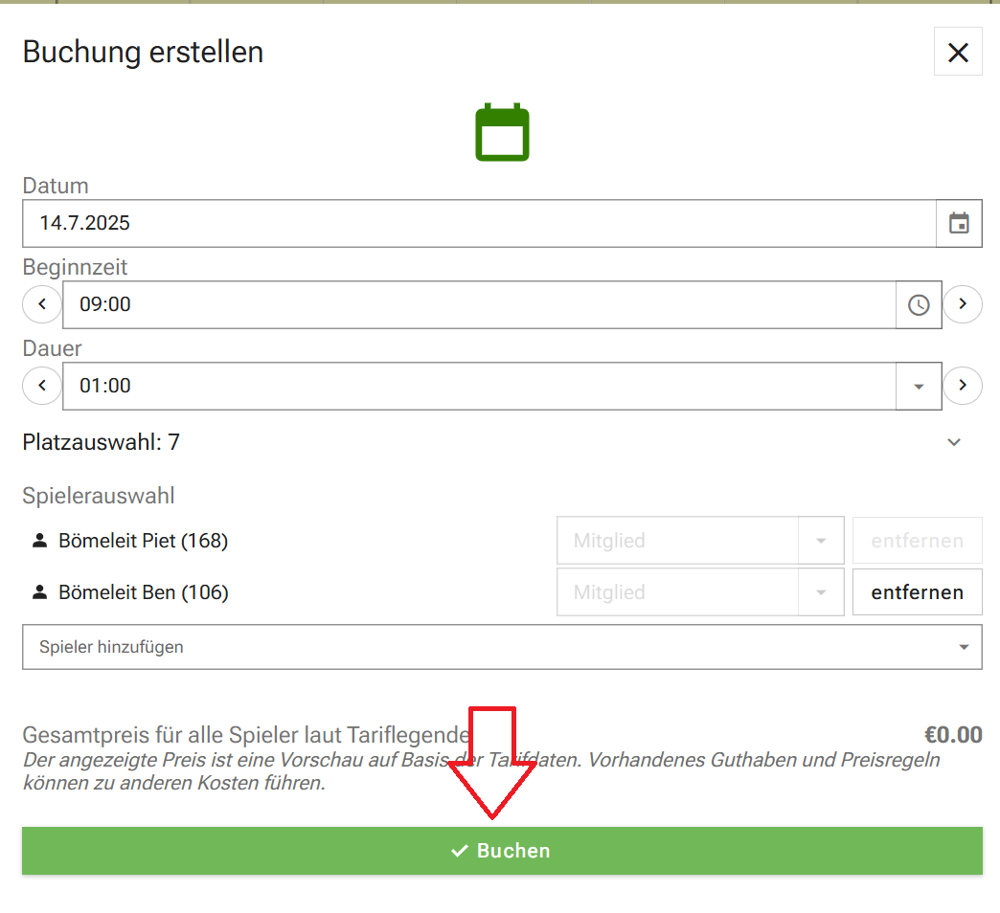 Buchung erstellen
Datum
14.7.2025
Beginnzeit
09:00
Dauer
01:00
Platzauswahl: 7
Spielerauswahl
Bömeleit Piet (168) Mitglied entfernen
Bömeleit Ben (106) Mitglied entfernen
Spieler hinzufügen
Gesamtpreis für alle Spieler laut Tariflegende €0.00
Der angezeigte Preis ist eine Vorschau auf Basis der Tarifdaten. Vorhandenes Guthaben und Preisregeln
können zu anderen Kosten führen.
Buchen